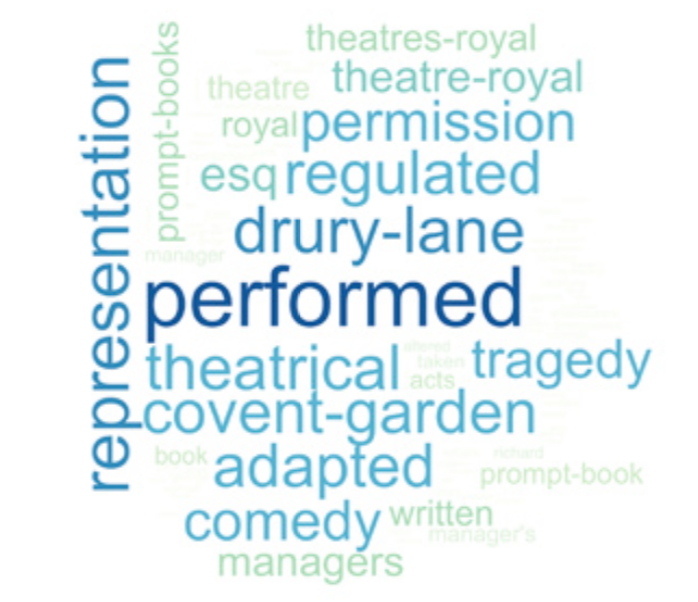 theatres-royal
prompt-books
representation
theatre theatre-royal
royal permission
esq regulated
drury-lane
manager
performed
altered
theatrical taken tragedy
acts
covent-garden
book adapted richard
prompt-book
comedy written
manager's
managers